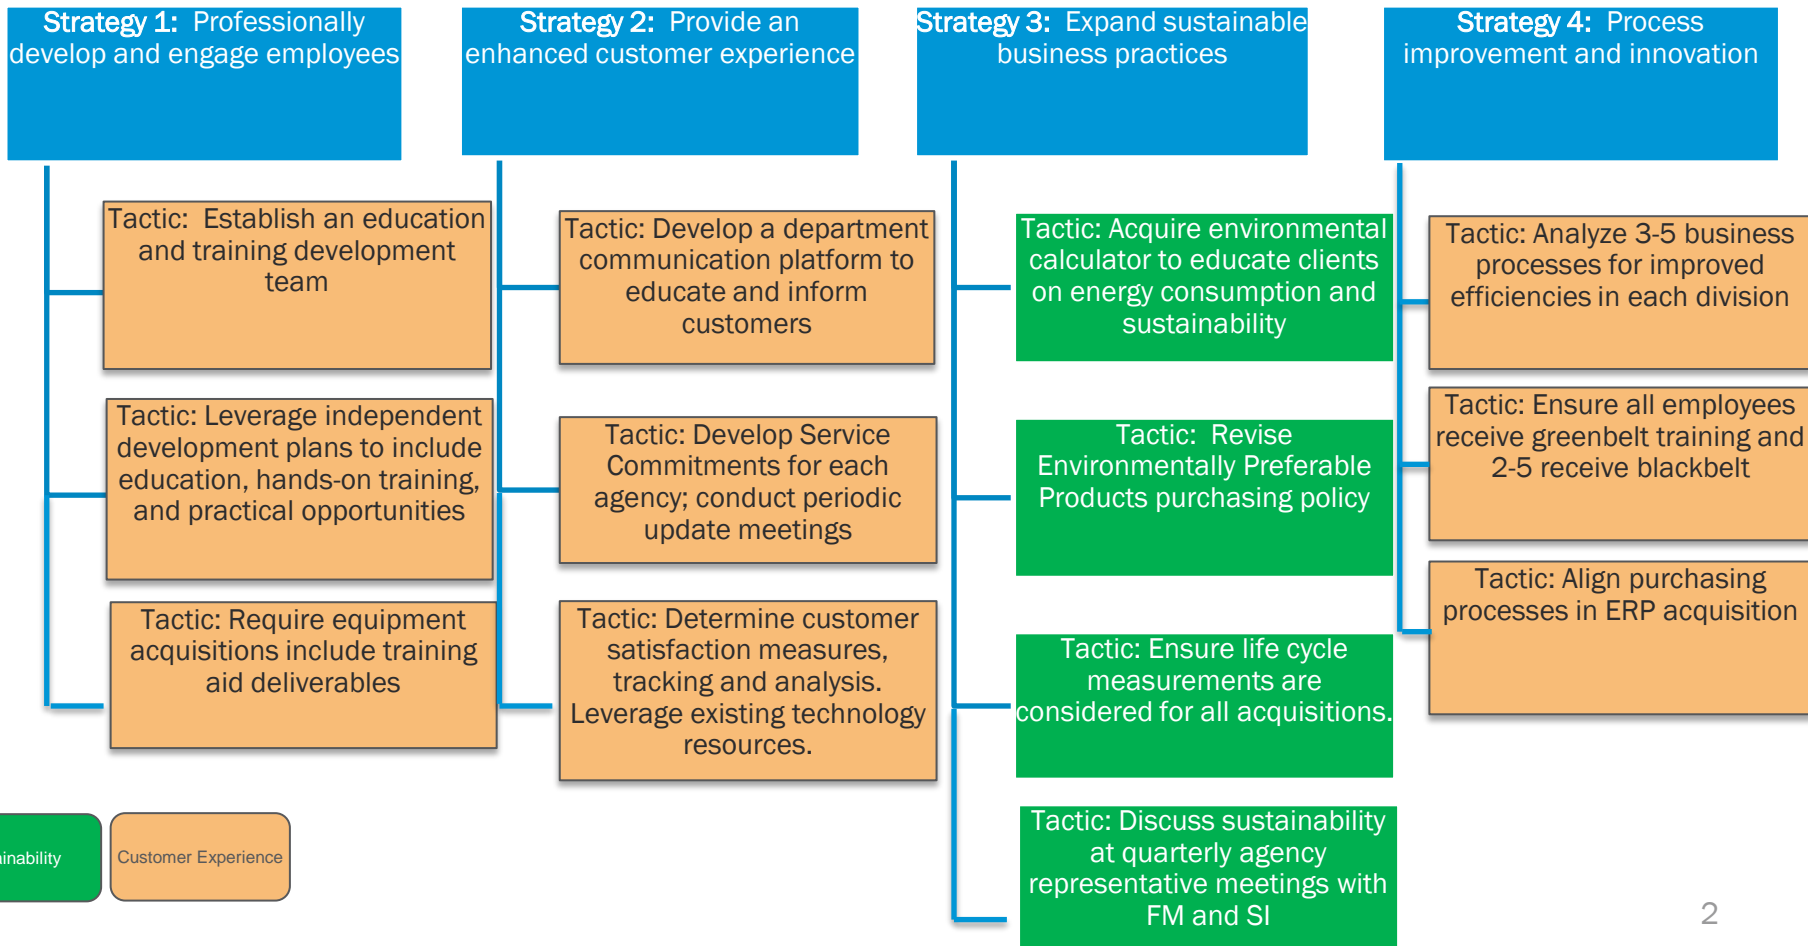 Strategy 1: Professionally
develop and engage employees
Tactic: Establish an education
and training development
team
Tactic: Leverage independent
development plans to include
education, hands-on training,
and practical opportunities
Tactic: Require equipment
acquisitions include training
aid deliverables
Strategy 2: Provide an
enhanced customer experience
Tactic: Develop a department
communication platform to
educate and inform
customers
Tactic: Develop Service
Commitments for each
agency; conduct periodic
update meetings
Tactic: Determine customer
satisfaction measures,
tracking and analysis.
Leverage existing technology
resources.
Strategy 3: Expand sustainable
business practices
Tactic: Acquire environmental
calculator to educate clients
on energy consumption and
sustainability
Tactic: Revise
Environmentally Preferable
Products purchasing policy
Tactic: Ensure life cycle
measurements are
considered for all acquisitions.
Tactic: Discuss sustainability
at quarterly agency
representative meetings with
FM and SI
Strategy 4: Process
improvement and innovation
Tactic: Analyze 3-5 business
processes for improved
efficiencies in each division
Tactic: Ensure all employees
receive greenbelt training and
2-5 receive blackbelt
Tactic: Align purchasing
processes in ERP acquisition
Customer Experience
2